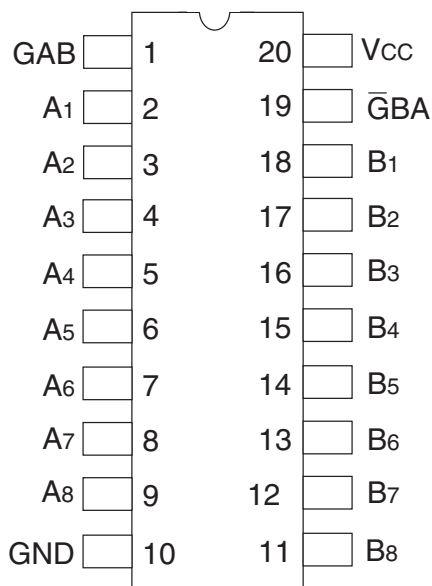 GAB 1 20 VCC
A1 2 19 G̅BA
A2 3 18 B1
A3 4 17 B2
A4 5 16 B3
A5 6 15 B4
A6 7 14 B5
A7 8 13 B6
A8 9 12 B7
GND 10 11 B8